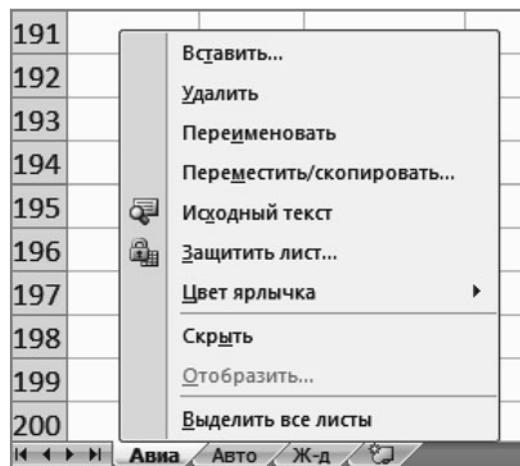 191
192
193
194
195
196
197
198
199
200
Вставить...
Удалить
Переименовать
Переместить/скопировать...
Исходный текст
Защитить лист...
Цвет ярлычка
Скрыть
Отобразить...
Выделить все листы
Авиа Авто Ж-д